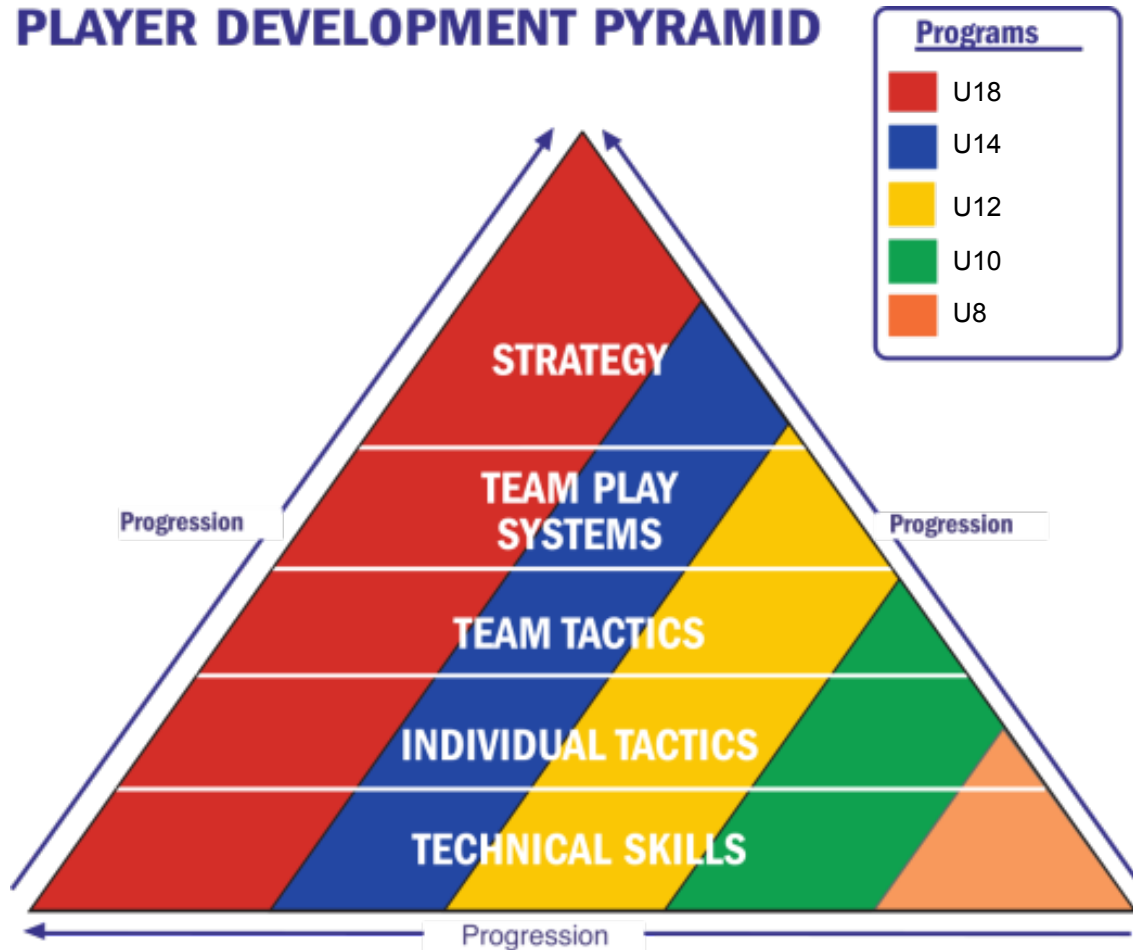 PLAYER DEVELOPMENT PYRAMID
Programs
U18
U14
U12
U10
U8
STRATEGY
TEAM PLAY
SYSTEMS
Progression
Progression
TEAM TACTICS
INDIVIDUAL TACTICS
TECHNICAL SKILLS
Progression